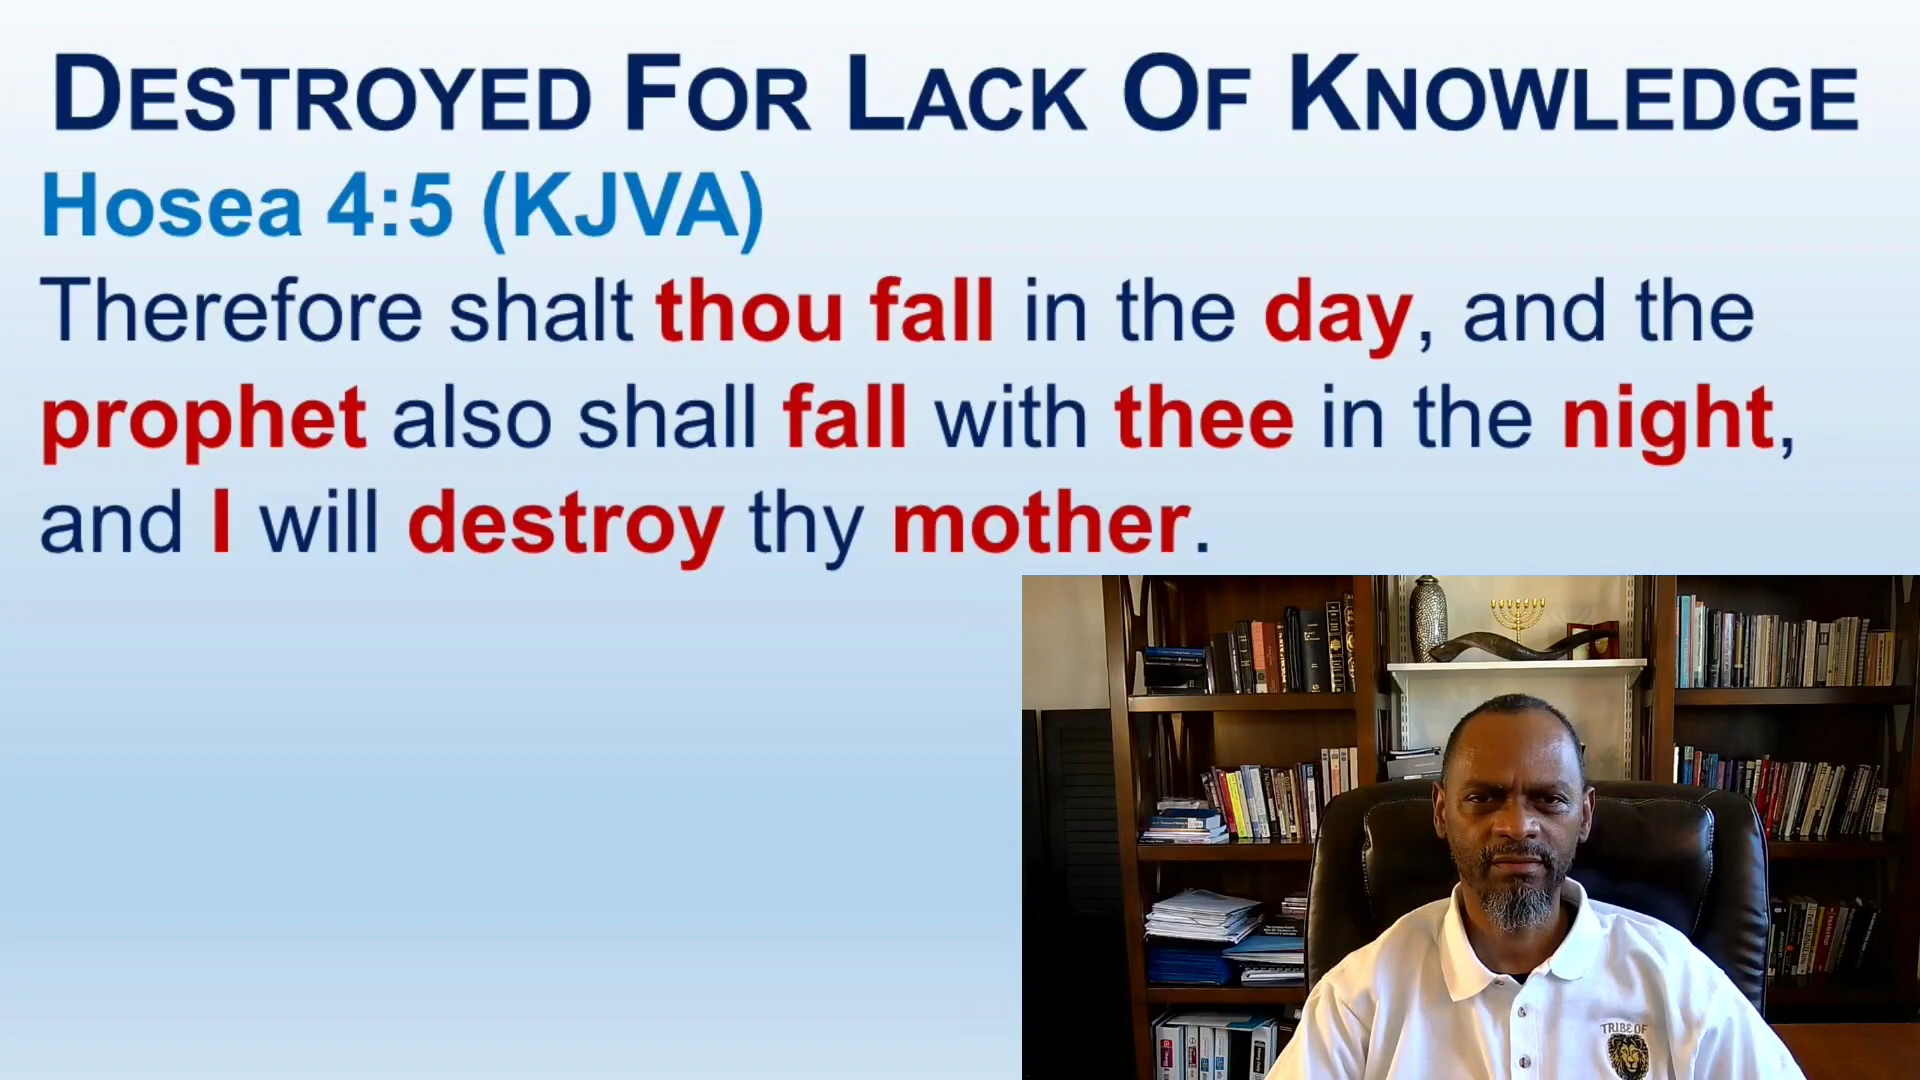 DESTROYED FOR LACK OF KNOWLEDGE
Hosea 4:5 (KJVA)
Therefore shalt thou fall in the day, and the
prophet also shall fall with thee in the night,
and I will destroy thy mother.
TRIBE OF